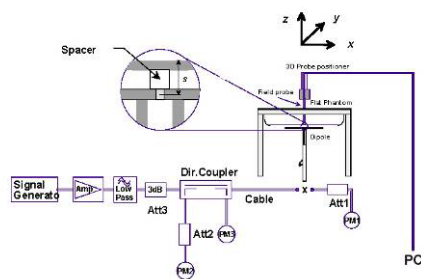 z
y
x
3D Probe positioner
Spacer
s
Field probe
Flat Phantom
Dipole
Dir.Coupler
Signal
Generato
Amp
Low
Pass
3dB
Att3
Cable
x
Att1
PM1
Att2
PM3
PM2
PC